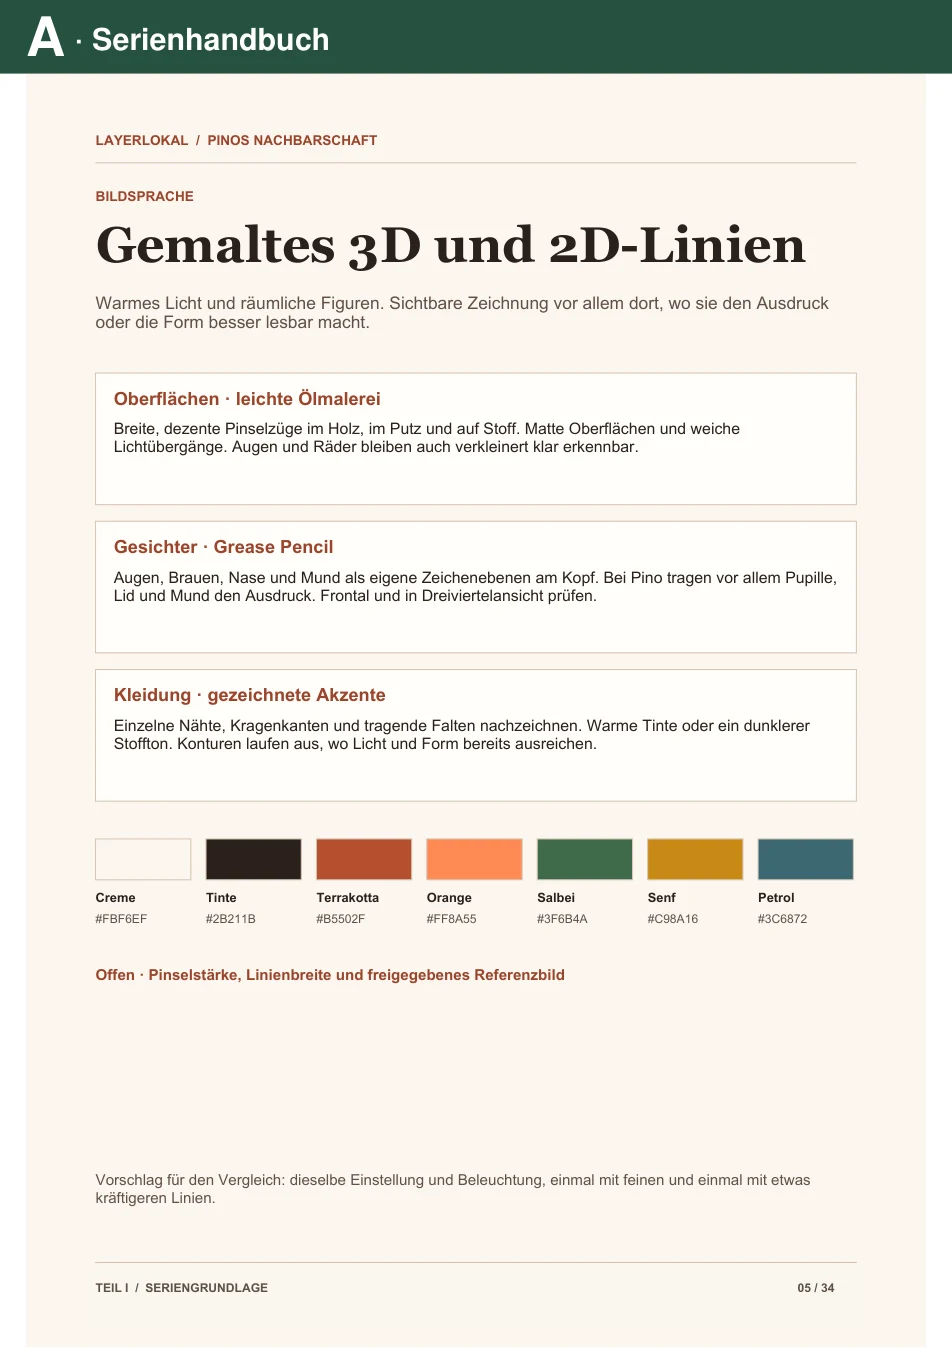 A · Serienhandbuch
LAYERLOKAL / PINOS NACHBARSCHAFT
BILDSPRACHE
Gemaltes 3D und 2D-Linien
Warmes Licht und räumliche Figuren. Sichtbare Zeichnung vor allem dort, wo sie den Ausdruck
oder die Form besser lesbar macht.
Oberflächen · leichte Ölmalerei
Breite, dezente Pinselzüge im Holz, im Putz und auf Stoff. Matte Oberflächen und weiche
Lichtübergänge. Augen und Räder bleiben auch verkleinert klar erkennbar.
Gesichter · Grease Pencil
Augen, Brauen, Nase und Mund als eigene Zeichenebenen am Kopf. Bei Pino tragen vor allem Pupille,
Lid und Mund den Ausdruck. Frontal und in Dreiviertelansicht prüfen.
Kleidung · gezeichnete Akzente
Einzelne Nähte, Kragenkanten und tragende Falten nachzeichnen. Warme Tinte oder ein dunklerer
Stoffton. Konturen laufen aus, wo Licht und Form bereits ausreichen.
Creme Tinte Terrakotta Orange Salbei Senf Petrol
#FBF6EF #2B211B #B5502F #FF8A55 #3F6B4A #C98A16 #3C6872
Offen · Pinselstärke, Linienbreite und freigegebenes Referenzbild
Vorschlag für den Vergleich: dieselbe Einstellung und Beleuchtung, einmal mit feinen und einmal mit etwas
kräftigeren Linien.
TEIL I / SERIENGRUNDLAGE 05 / 34